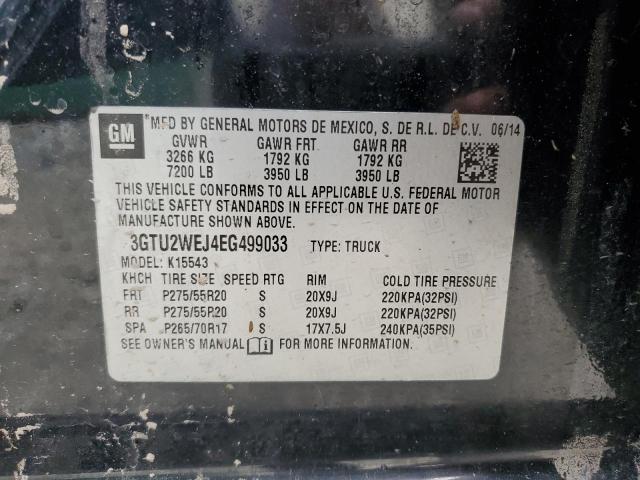 GM MFD BY GENERAL MOTORS DE MEXICO, S. DE R.L. DE C.V. 06/14
GVWR GAWR FRT. GAWR RR
3266 KG 1792 KG 1792 KG
7200 LB 3950 LB 3950 LB
THIS VEHICLE CONFORMS TO ALL APPLICABLE U.S. FEDERAL MOTOR
VEHICLE SAFETY STANDARDS IN EFFECT ON THE DATE OF
MANUFACTURE SHOWN ABOVE.
3GTU2WEJ4EG499033 TYPE: TRUCK
MODEL: K15543
KHCH TIRE SIZE SPEED RTG RIM COLD TIRE PRESSURE
FRT P275/55R20 S 20X9J 220KPA(32PSI)
RR P275/55R20 S 20X9J 220KPA(32PSI)
SPA P265/70R17 S 17X7.5J 240KPA(35PSI)
SEE OWNER'S MANUAL FOR MORE INFORMATION.